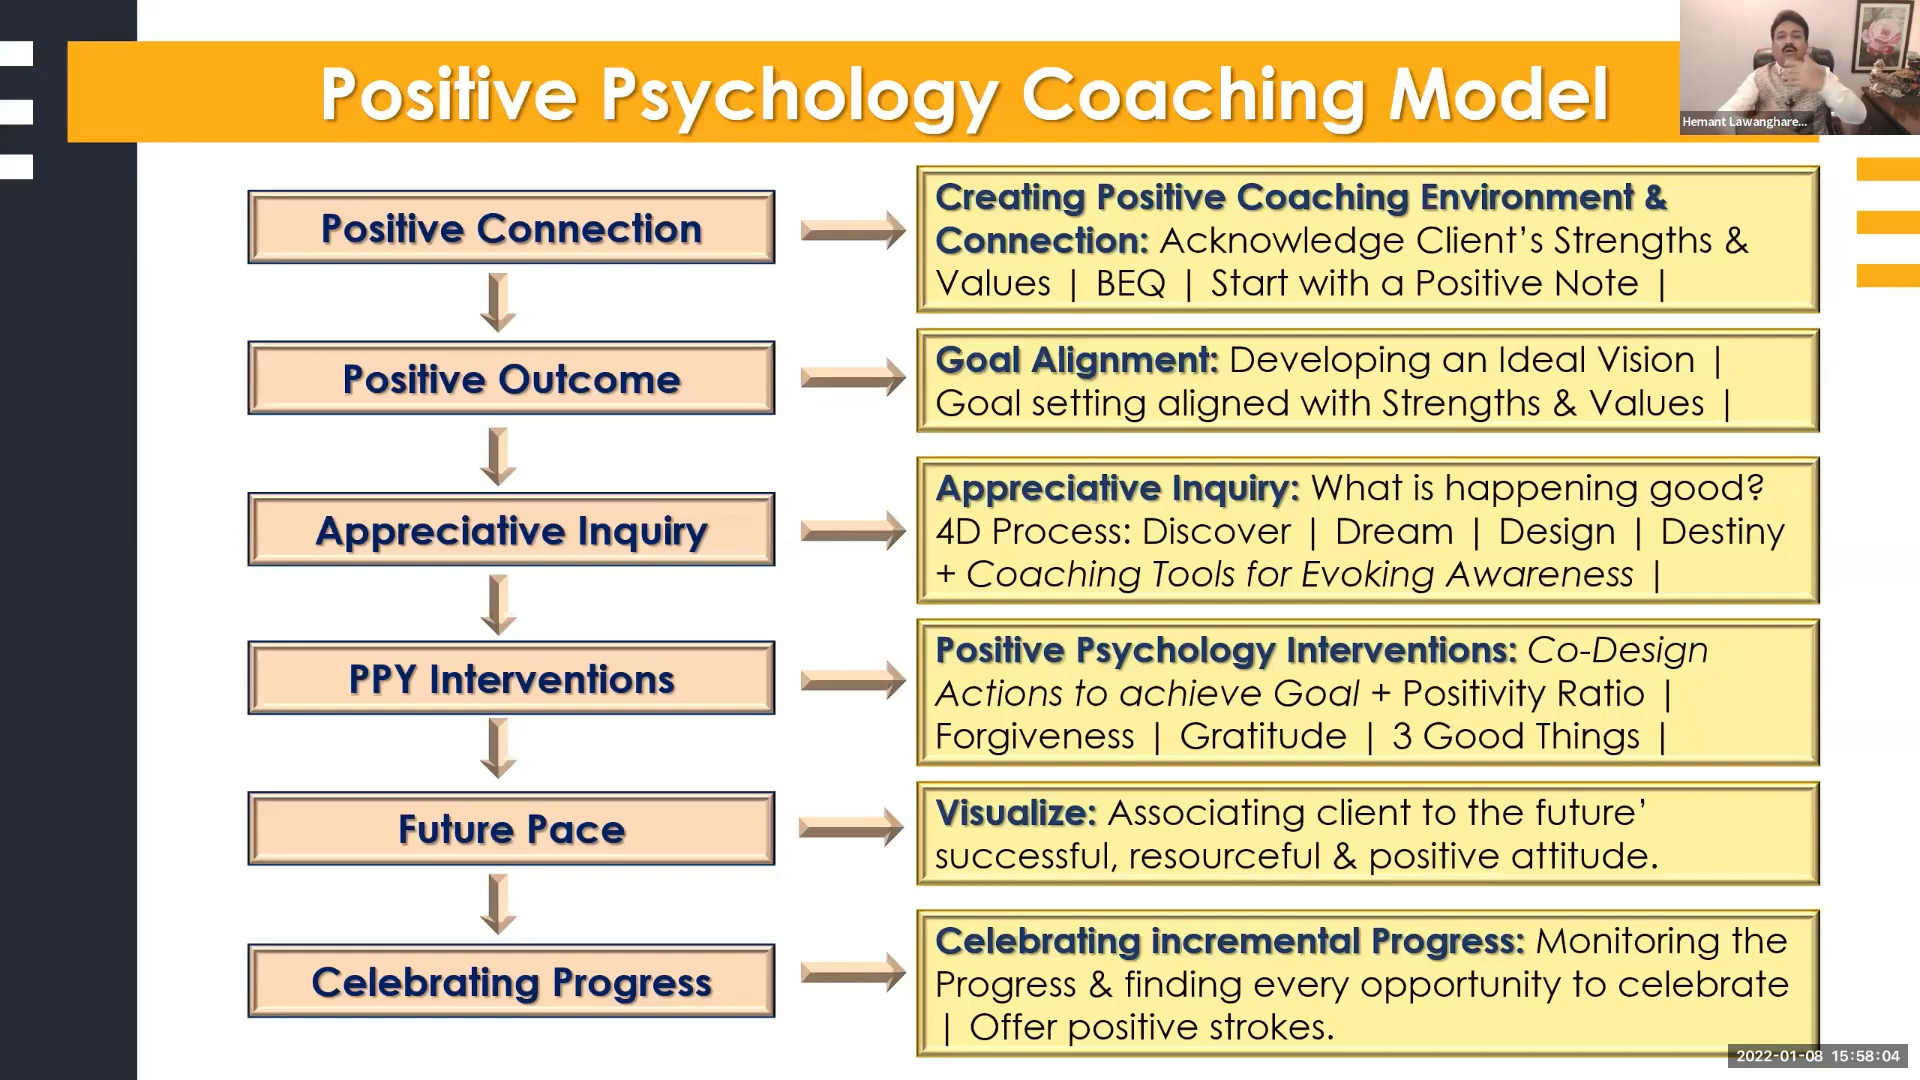 Positive Psychology Coaching Model
Hemant Lawanghare...
Positive Connection
Creating Positive Coaching Environment &
Connection: Acknowledge Client’s Strengths &
Values | BEQ | Start with a Positive Note |
Positive Outcome
Goal Alignment: Developing an Ideal Vision |
Goal setting aligned with Strengths & Values |
Appreciative Inquiry
Appreciative Inquiry: What is happening good?
4D Process: Discover | Dream | Design | Destiny
+ Coaching Tools for Evoking Awareness |
PPY Interventions
Positive Psychology Interventions: Co-Design
Actions to achieve Goal + Positivity Ratio |
Forgiveness | Gratitude | 3 Good Things |
Future Pace
Visualize: Associating client to the future’
successful, resourceful & positive attitude.
Celebrating Progress
Celebrating incremental Progress: Monitoring the
Progress & finding every opportunity to celebrate
| Offer positive strokes.
2022-01-08 15:58:04